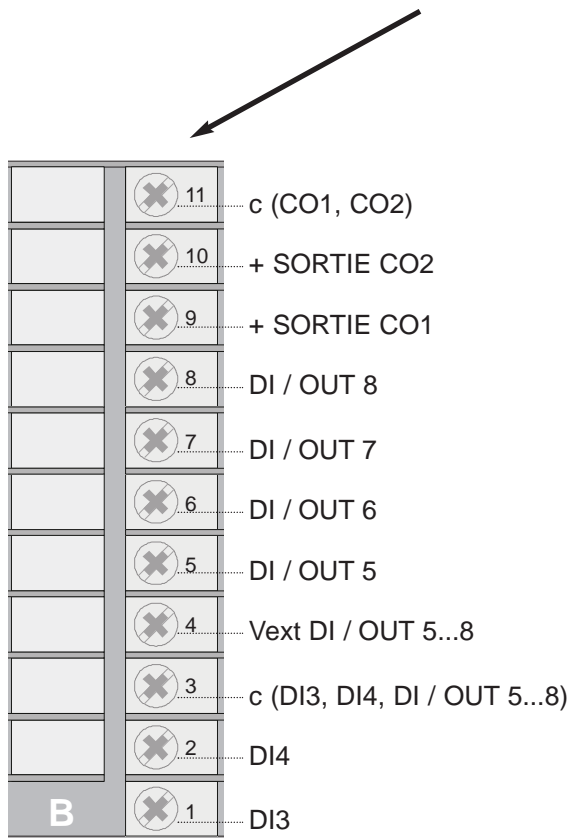 11 c (CO1, CO2)
10 + SORTIE CO2
9 + SORTIE CO1
8 DI / OUT 8
7 DI / OUT 7
6 DI / OUT 6
5 DI / OUT 5
4 Vext DI / OUT 5...8
3 c (DI3, DI4, DI / OUT 5...8)
2 DI4
B 1 DI3